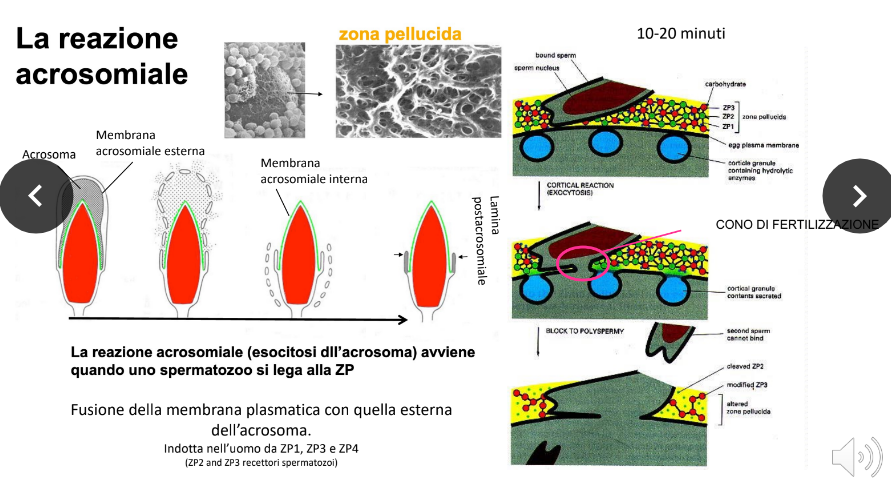 La reazione
acrosomiale
zona pellucida
10-20 minuti
Acrosoma
Membrana
acrosomiale esterna
Membrana
acrosomiale interna
Lamina
postacrosomiale
bound sperm
sperm nucleus
carbohydrate
ZP3
ZP2
ZP1
zona pellucida
egg plasma membrane
corticle granule
containing hydrolytic
enzymes
CORTICAL REACTION
(EXOCYTOSIS)
CONO DI FERTILIZZAZIONE
cortical granule
contents secreted
BLOCK TO POLYSPERMY
second sperm
cannot bind
cleaved ZP2
modified ZP3
altered
zona pellucida
La reazione acrosomiale (esocitosi dll'acrosoma) avviene
quando uno spermatozoo si lega alla ZP
Fusione della membrana plasmatica con quella esterna
dell'acrosoma.
Indotta nell'uomo da ZP1, ZP3 e ZP4
(ZP2 and ZP3 recettori spermatozoi)